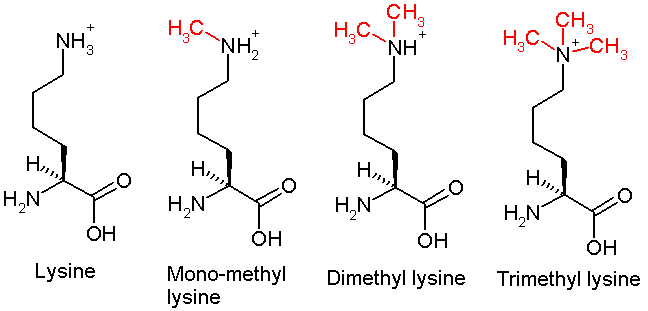 NH3+
H3C
NH2+
H3C
CH3
NH+
H3C
CH3
CH3
N+
H
H2N
O
OH
H
H2N
O
OH
H
H2N
O
OH
H
H2N
O
OH
Lysine
Mono-methyl
lysine
Dimethyl lysine
Trimethyl lysine